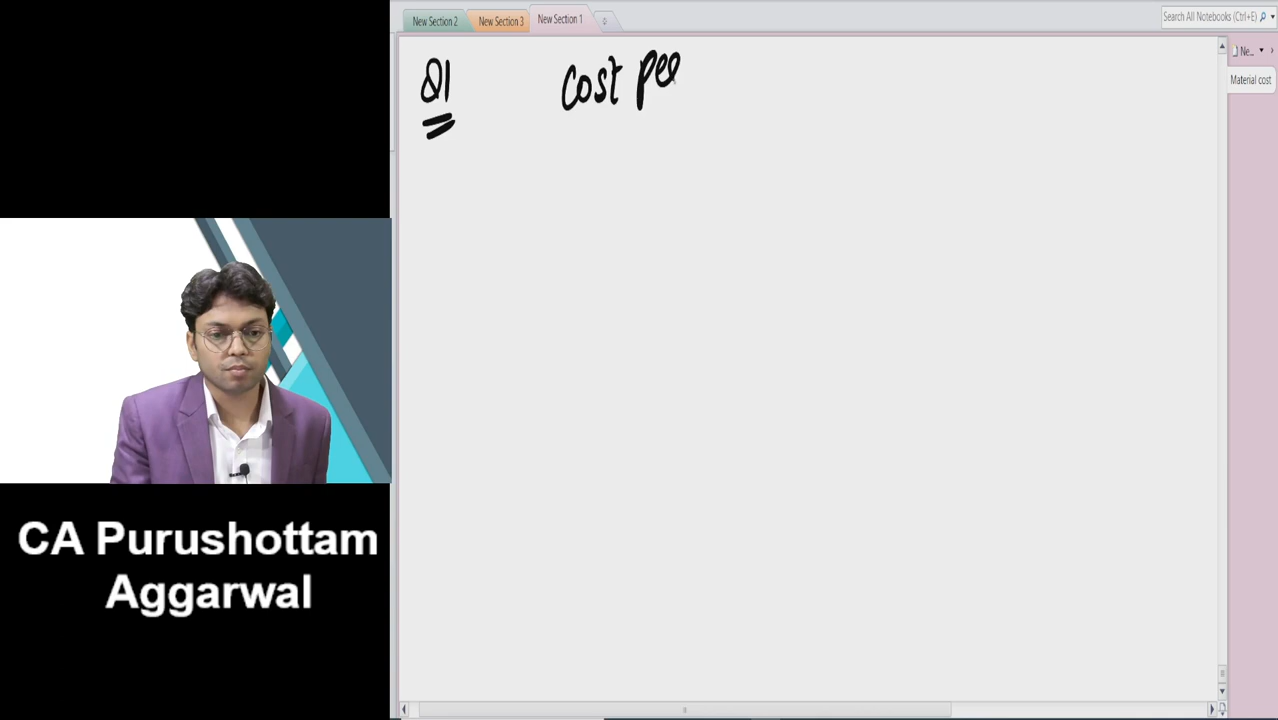 New Section 2
New Section 3
New Section 1
Search All Notebooks (Ctrl+E)
Ne...
Material cost
Q1
Cost per
CA Purushottam
Aggarwal